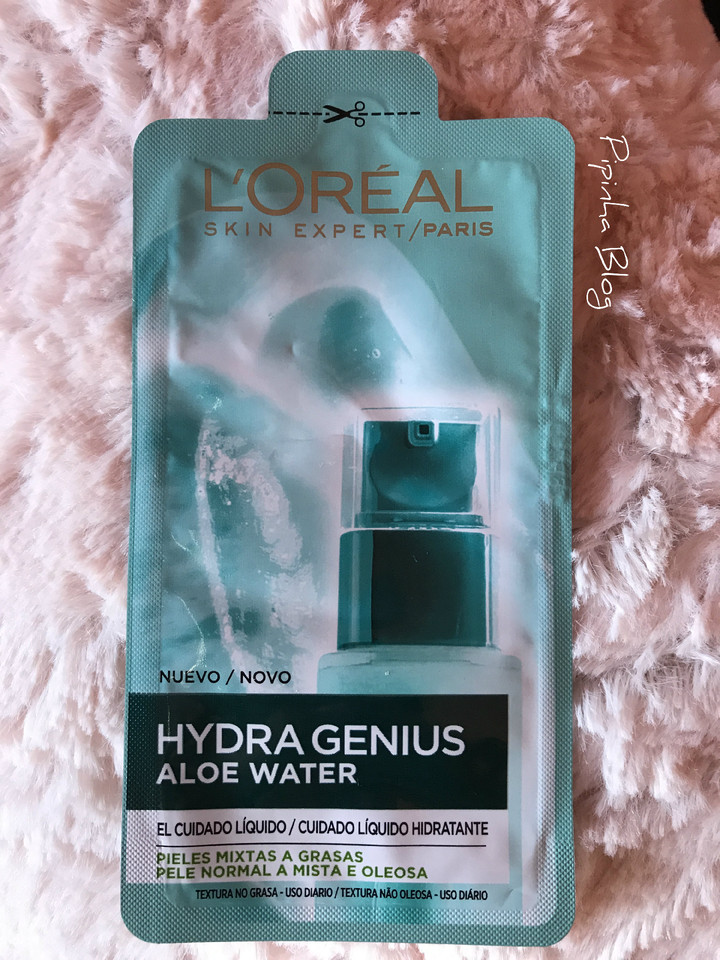 L'ORÉAL
SKIN EXPERT/PARIS
Pipinha Blog
NUEVO / NOVO
HYDRA GENIUS
ALOE WATER
EL CUIDADO LÍQUIDO / CUIDADO LÍQUIDO HIDRATANTE
PIELES MIXTAS A GRASAS
PELE NORMAL A MISTA E OLEOSA
TEXTURA NO GRASA - USO DIARIO / TEXTURA NÃO OLEOSA - USO DIÁRIO